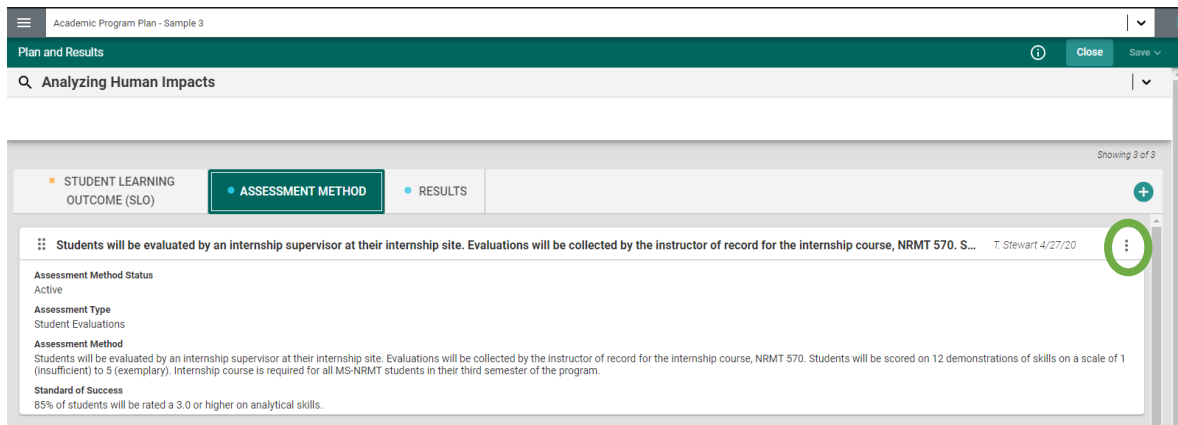 Academic Program Plan - Sample 3
Plan and Results
Close
Save
Analyzing Human Impacts
Showing 3 of 3
STUDENT LEARNING
OUTCOME (SLO)
ASSESSMENT METHOD
RESULTS
Students will be evaluated by an internship supervisor at their internship site. Evaluations will be collected by the instructor of record for the internship course, NRMT 570. S...
T. Stewart 4/27/20
Assessment Method Status
Active
Assessment Type
Student Evaluations
Assessment Method
Students will be evaluated by an internship supervisor at their internship site. Evaluations will be collected by the instructor of record for the internship course, NRMT 570. Students will be scored on 12 demonstrations of skills on a scale of 1
(insufficient) to 5 (exemplary). Internship course is required for all MS-NRMT students in their third semester of the program.
Standard of Success
85% of students will be rated a 3.0 or higher on analytical skills.